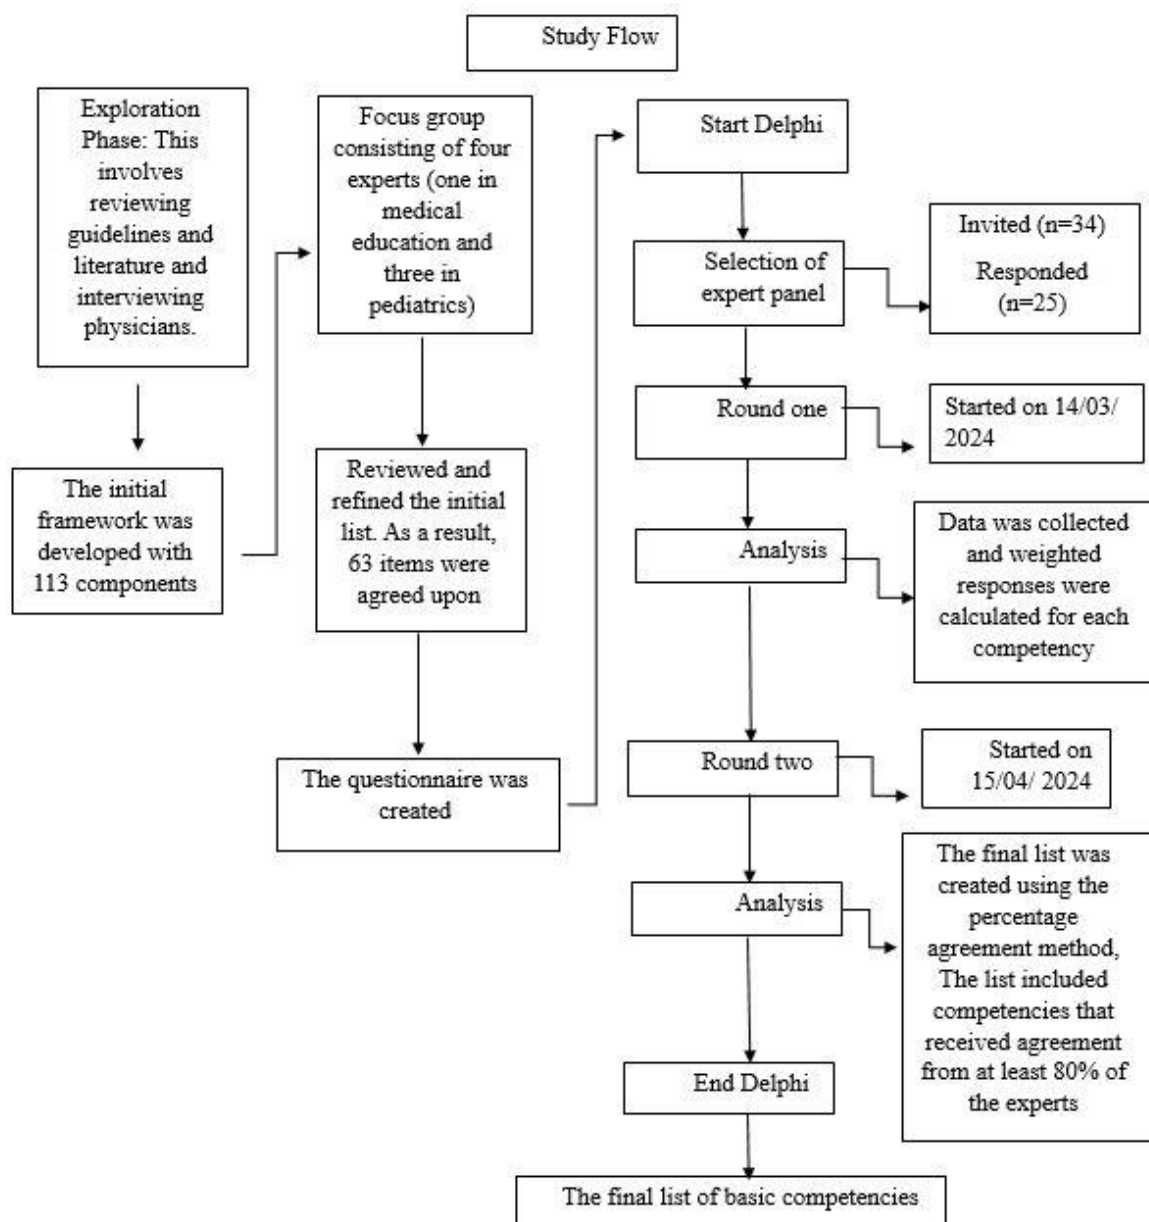 Study Flow
Exploration
Phase: This
involves
reviewing
guidelines and
literature and
interviewing
physicians.
The initial
framework was
developed with
113 components
Focus group
consisting of four
experts (one in
medical
education and
three in
pediatrics)
Reviewed and
refined the initial
list. As a result,
63 items were
agreed upon
The questionnaire was
created
Start Delphi
Selection of
expert panel
Invited (n=34)
Responded
(n=25)
Round one
Started on 14/03/
2024
Analysis
Data was collected
and weighted
responses were
calculated for each
competency
Round two
Started on
15/04/ 2024
Analysis
The final list was
created using the
percentage
agreement method,
The list included
competencies that
received agreement
from at least 80% of
the experts
End Delphi
The final list of basic competencies